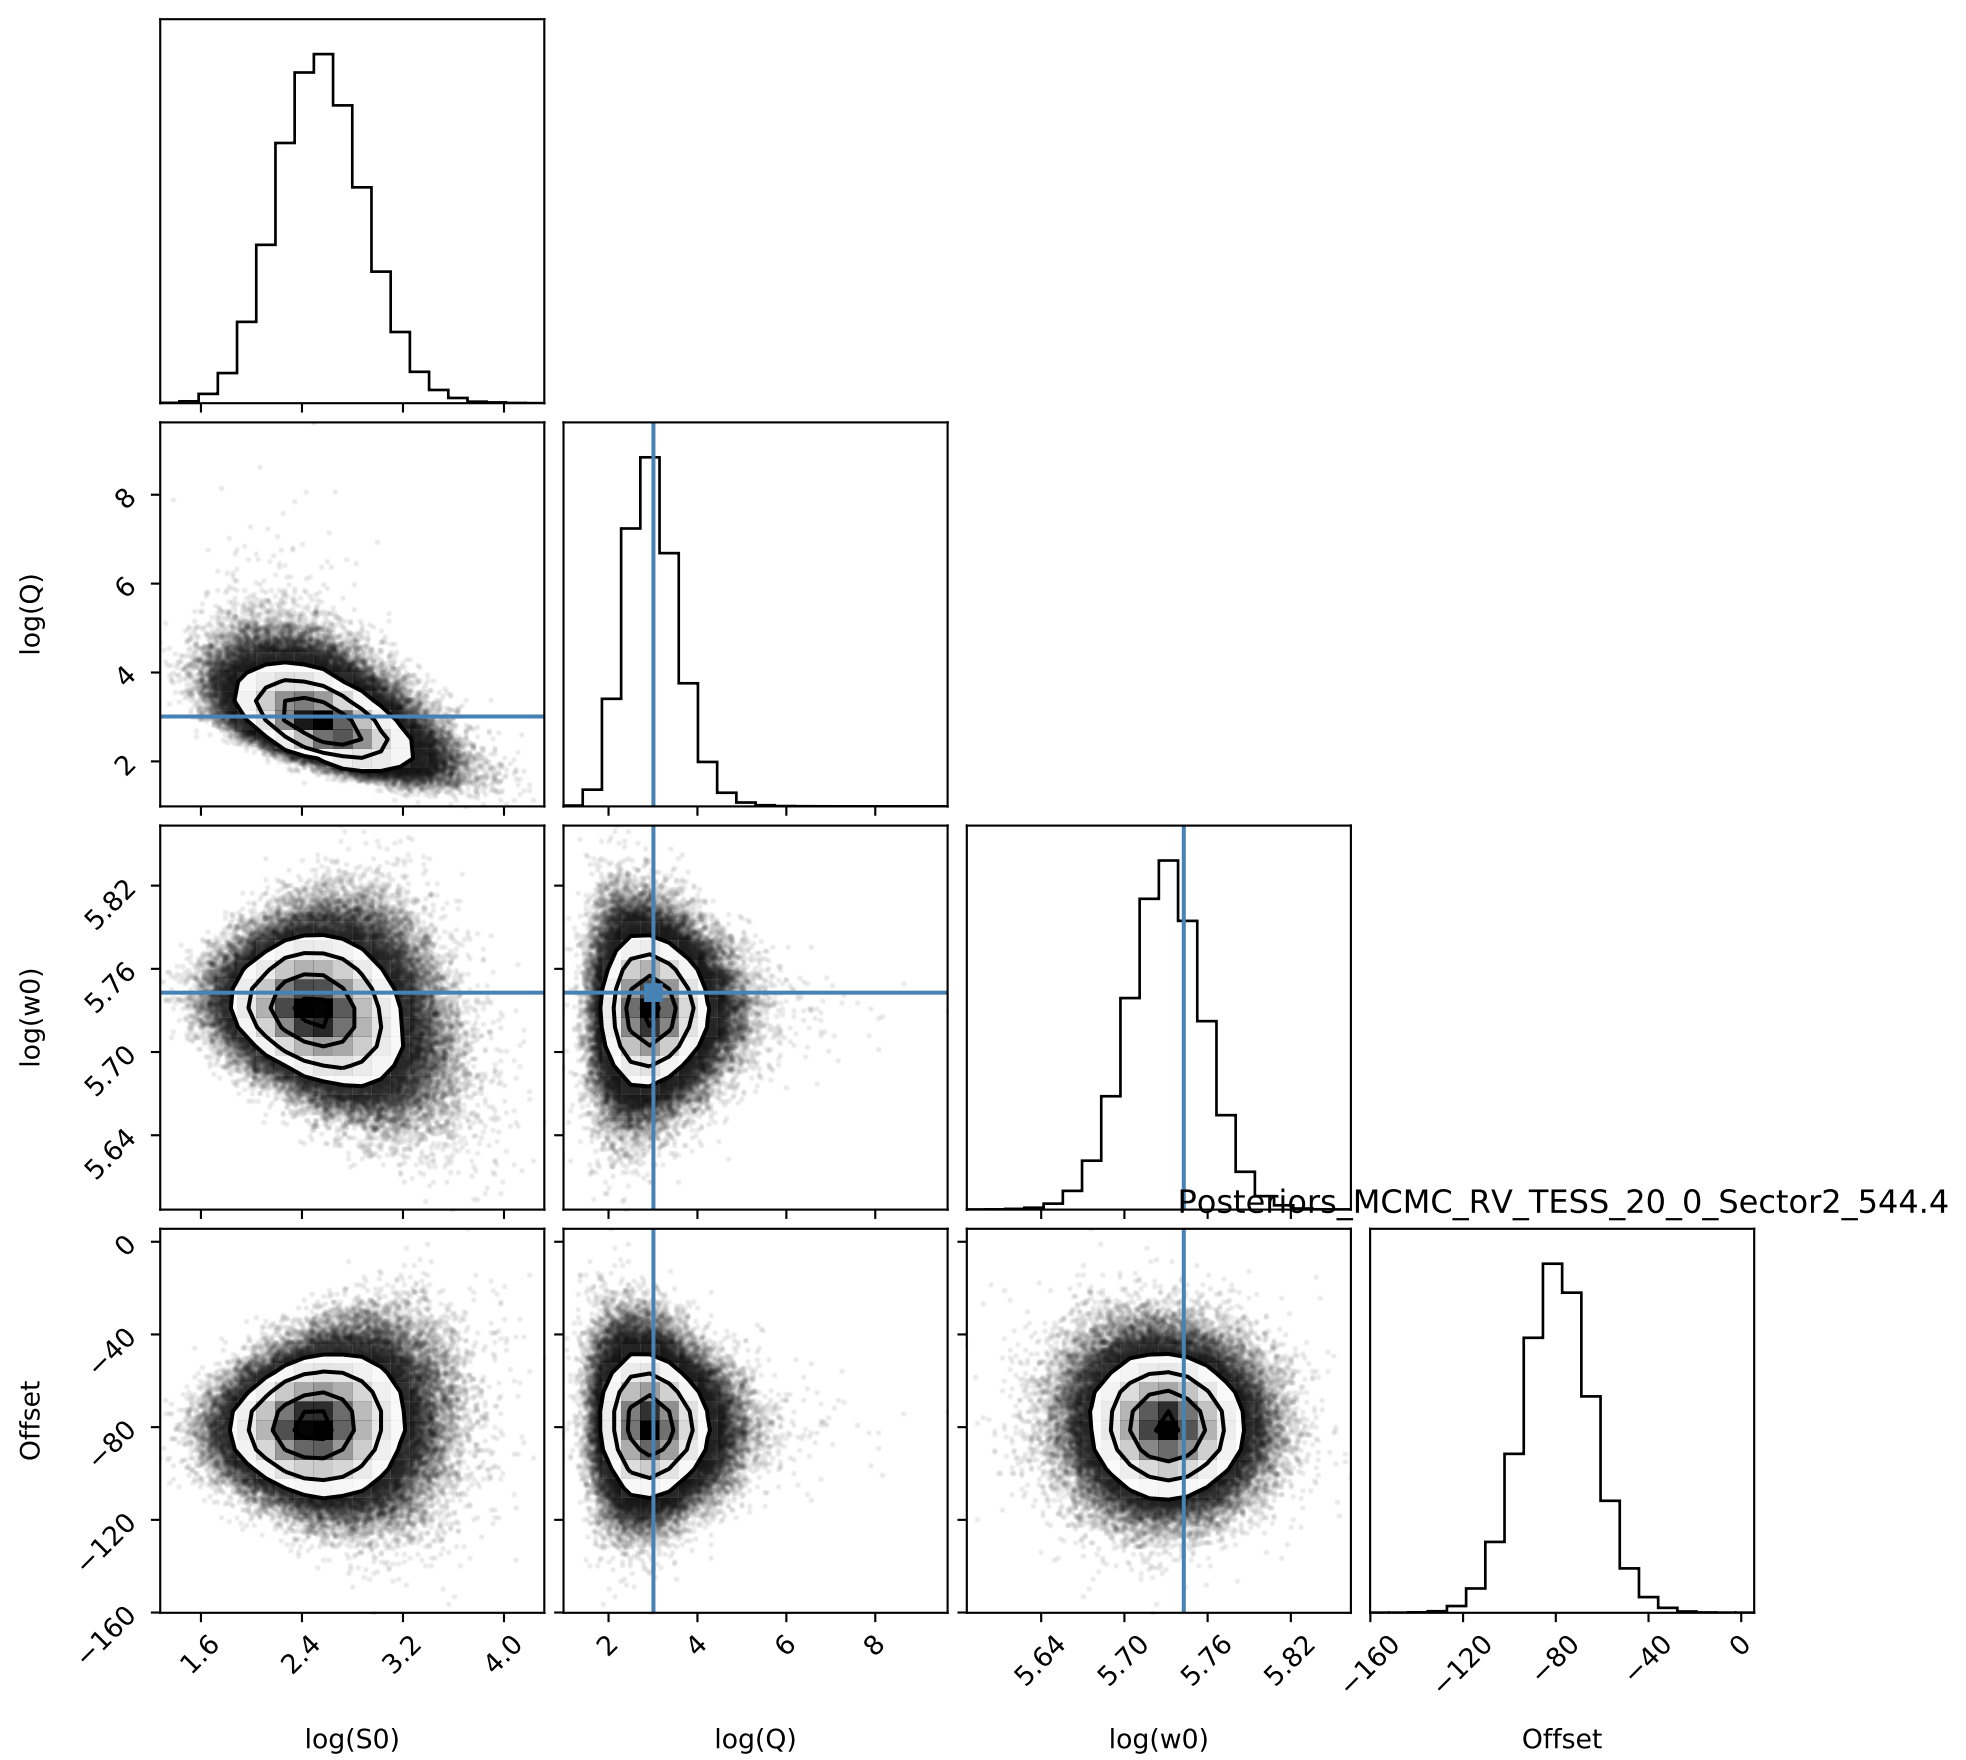 log(Q)
8
6
4
2
log(w0)
5.82
5.76
5.70
5.64
Posteriors_MCMC_RV_TESS_20_0_Sector2_544.4
Offset
0
−40
−80
−120
−160
1.6 2.4 3.2 4.0
2 4 6 8
5.64 5.70 5.76 5.82
−160 −120 −80 −40 0
log(S0) log(Q) log(w0) Offset